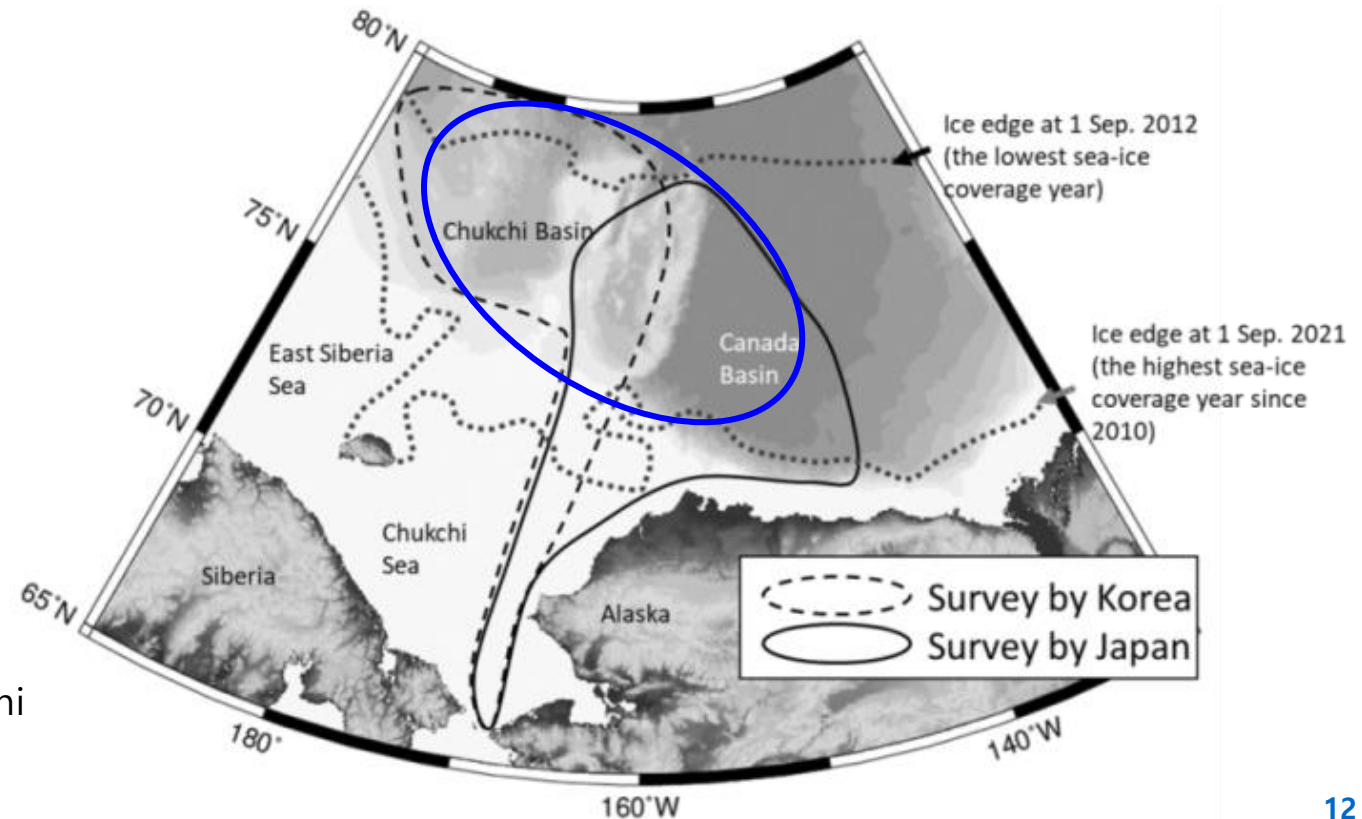 80°N
Ice edge at 1 Sep. 2012
(the lowest sea-ice
coverage year)
75°N
Chukchi Basin
Ice edge at 1 Sep. 2021
(the highest sea-ice
coverage year since
2010)
East Siberia
Sea
Canada
Basin
70°N
Chukchi
Sea
Siberia
65°N
Alaska
Survey by Korea
Survey by Japan
hi
180°
140°W
160°W
12